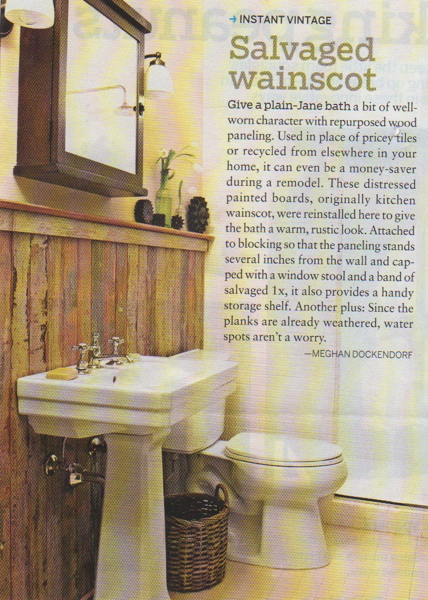 → INSTANT VINTAGE
Salvaged
wainscot
Give a plain-Jane bath a bit of well-
worn character with repurposed wood
paneling. Used in place of pricey tiles
or recycled from elsewhere in your
home, it can even be a money-saver
during a remodel. These distressed
painted boards, originally kitchen
wainscot, were reinstalled here to give
the bath a warm, rustic look. Attached
to blocking so that the paneling stands
several inches from the wall and cap-
ped with a window stool and a band of
salvaged 1x, it also provides a handy
storage shelf. Another plus: Since the
planks are already weathered, water
spots aren't a worry.
—MEGHAN DOCKENDORF